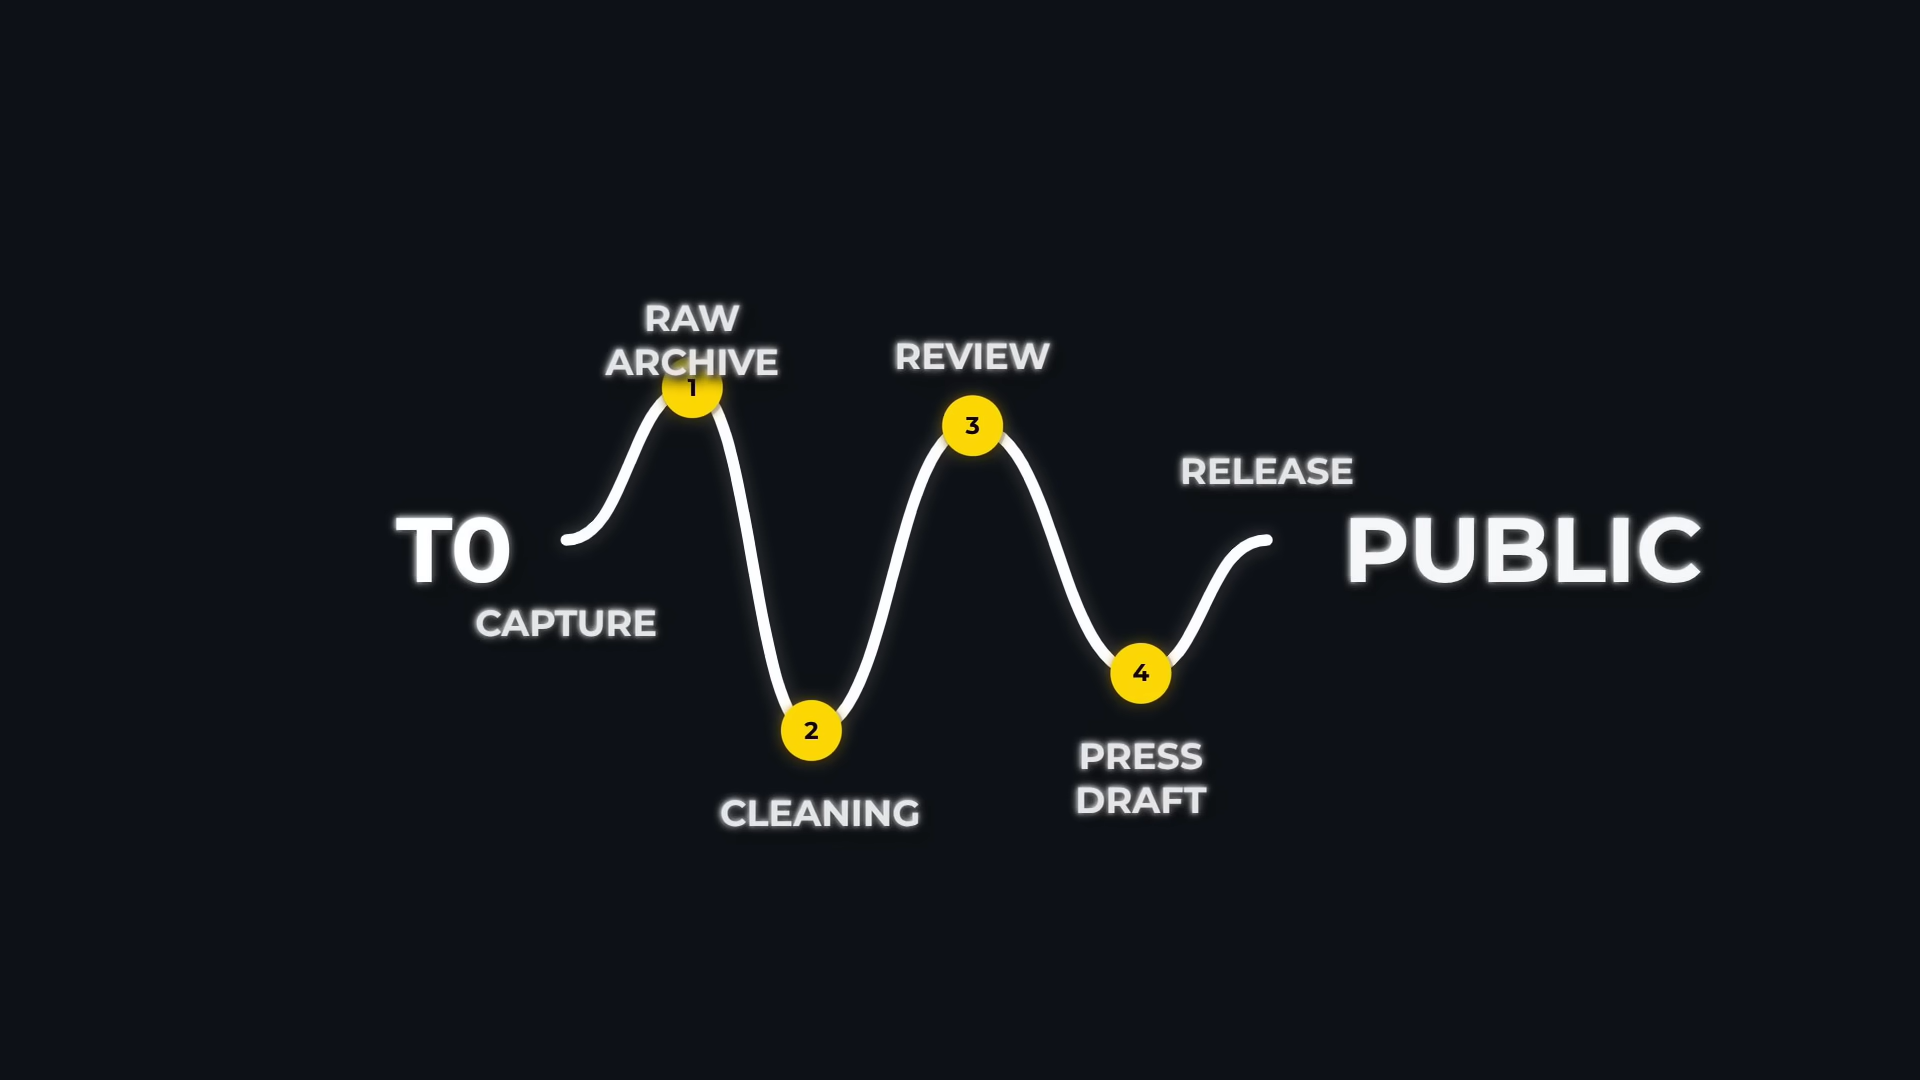 RAW
ARCHIVE
1
REVIEW
3
RELEASE
T0
PUBLIC
CAPTURE
4
2
PRESS
DRAFT
CLEANING